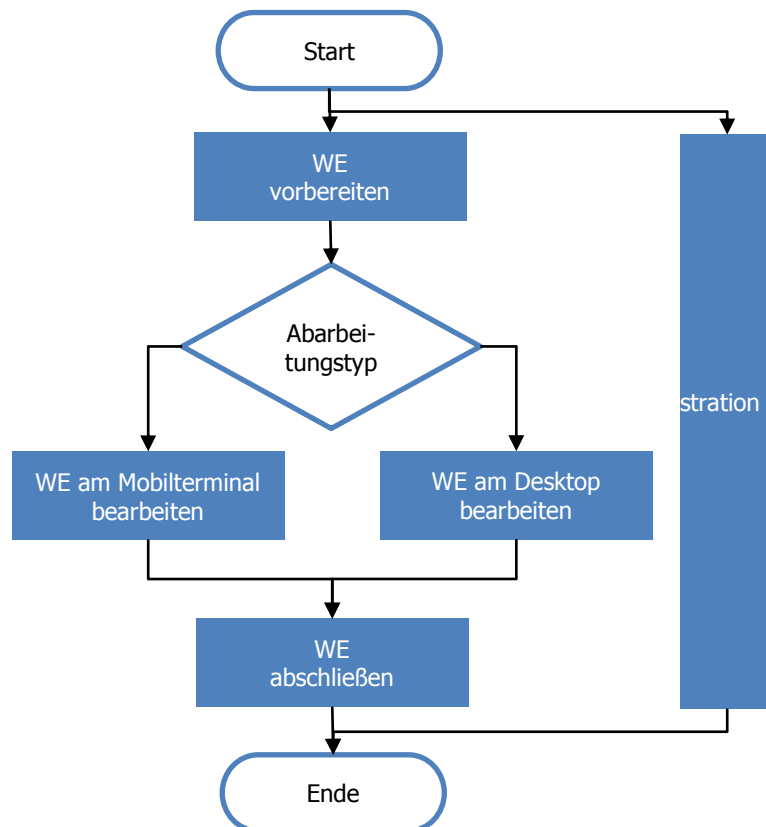 Start
WE
vorbereiten
Abarbei-
tungstyp
stration
WE am Mobilterminal
bearbeiten
WE am Desktop
bearbeiten
WE
abschließen
Ende